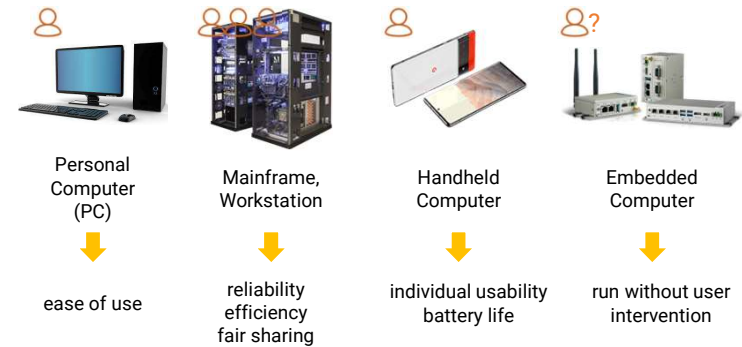 ?
Personal
Computer
(PC)
Mainframe,
Workstation
Handheld
Computer
Embedded
Computer
ease of use
reliability
efficiency
fair sharing
individual usability
battery life
run without user
intervention